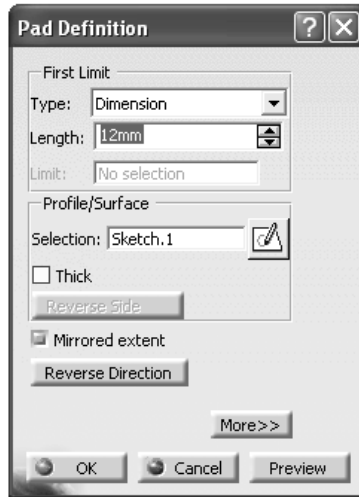 Pad Definition ? X
First Limit
Type: Dimension
Length: 12mm
Limit: No selection
Profile/Surface
Selection: Sketch.1
Thick
Reverse Side
Mirrored extent
Reverse Direction
More>>
OK Cancel Preview